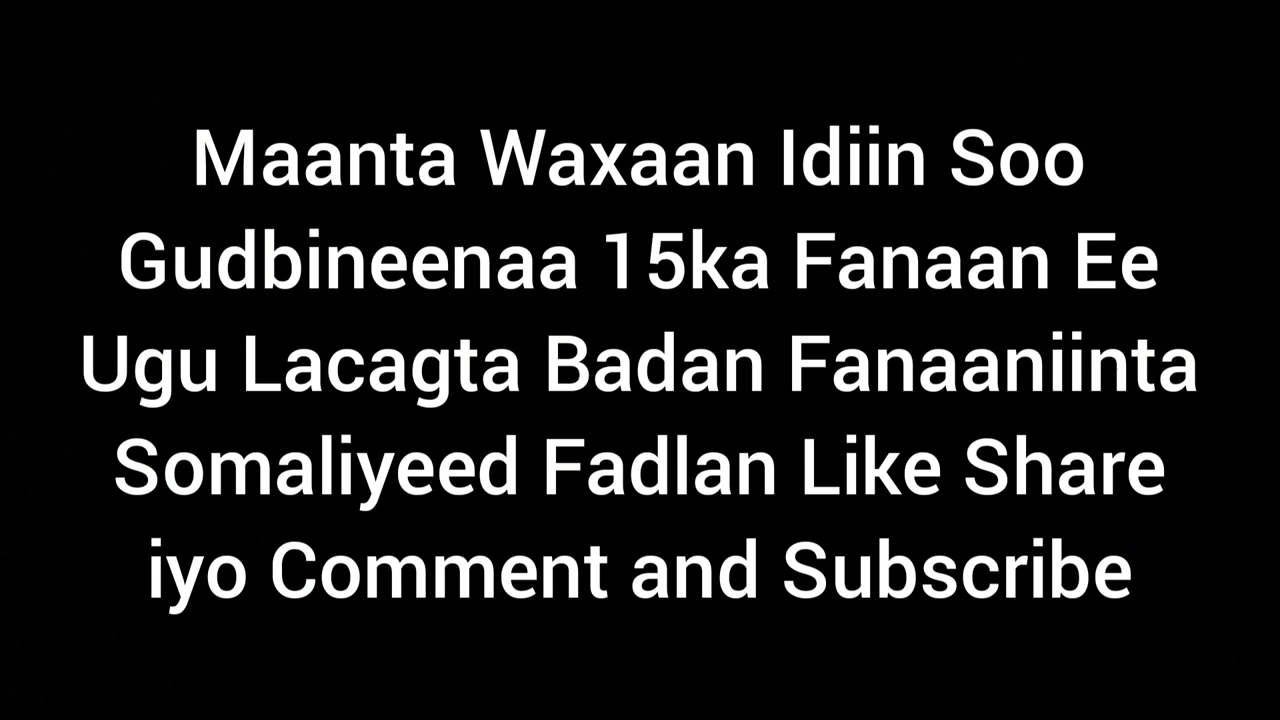 Maanta Waxaan Idiin Soo
Gudbineenaa 15ka Fanaan Ee
Ugu Lacagta Badan Fanaaniinta
Somaliyeed Fadlan Like Share
iyo Comment and Subscribe